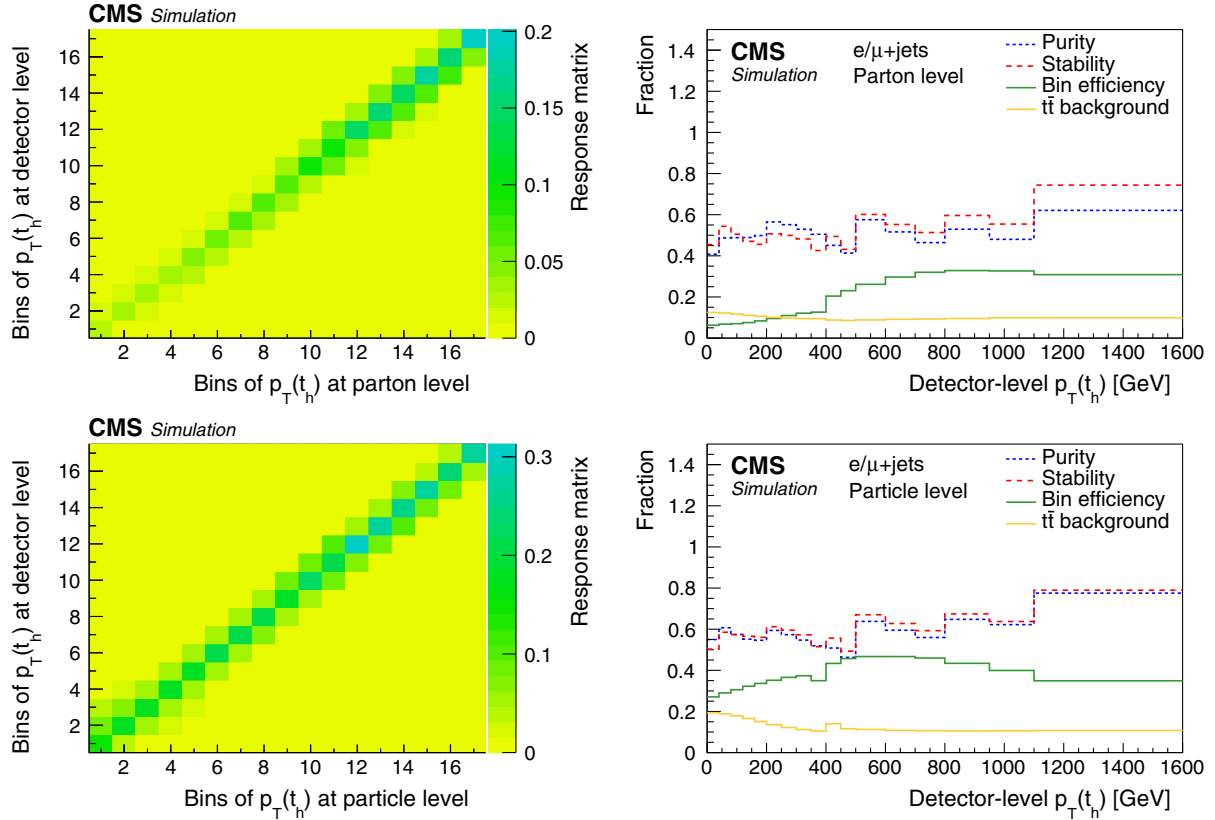 CMS Simulation
Bins of p_T(t_h) at detector level
16
14
12
10
8
6
4
2
2 4 6 8 10 12 14 16
Bins of p_T(t_h) at parton level
0.2
0.15
0.1
0.05
0
Response matrix
Fraction
1.4
1.2
1
0.8
0.6
0.4
0.2
0
CMS
Simulation
e/μ+jets
Parton level
Purity
Stability
Bin efficiency
tt̄ background
0 200 400 600 800 1000 1200 1400 1600
Detector-level p_T(t_h) [GeV]
CMS Simulation
Bins of p_T(t_h) at detector level
16
14
12
10
8
6
4
2
2 4 6 8 10 12 14 16
Bins of p_T(t_h) at particle level
0.3
0.2
0.1
0
Response matrix
Fraction
1.4
1.2
1
0.8
0.6
0.4
0.2
0
CMS
Simulation
e/μ+jets
Particle level
Purity
Stability
Bin efficiency
tt̄ background
0 200 400 600 800 1000 1200 1400 1600
Detector-level p_T(t_h) [GeV]